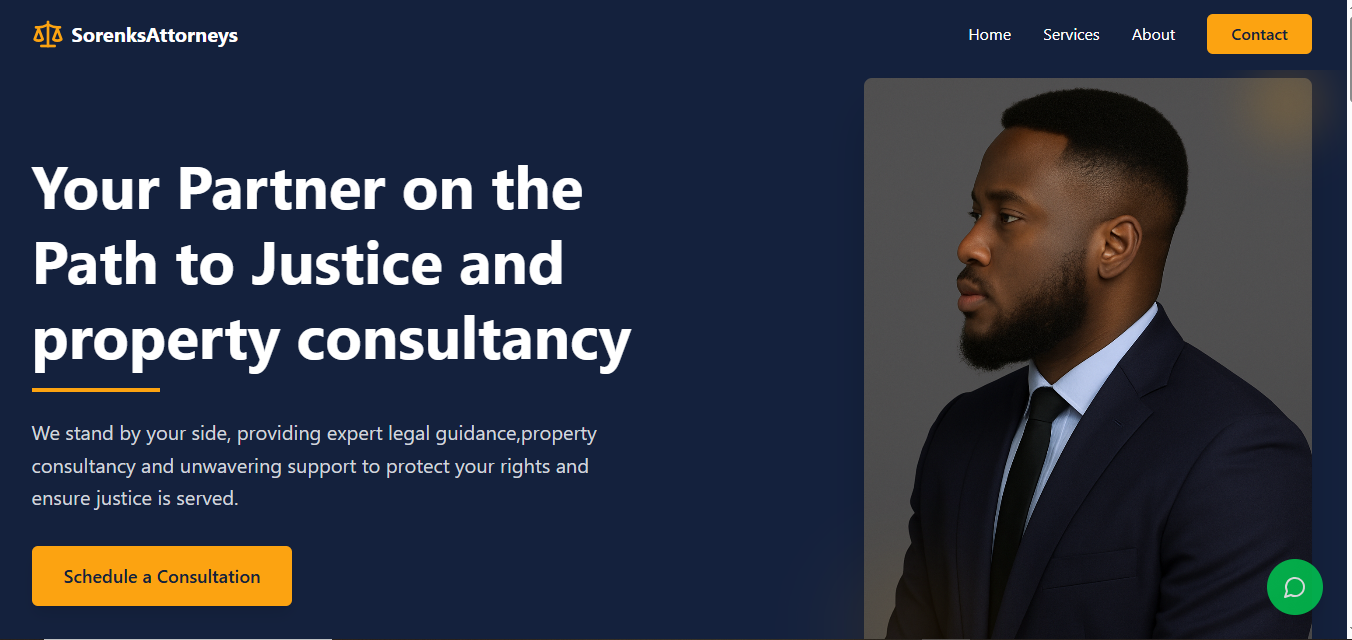 SorenksAttorneys
Home
Services
About
Contact
Your Partner on the
Path to Justice and
property consultancy
We stand by your side, providing expert legal guidance,property
consultancy and unwavering support to protect your rights and
ensure justice is served.
Schedule a Consultation